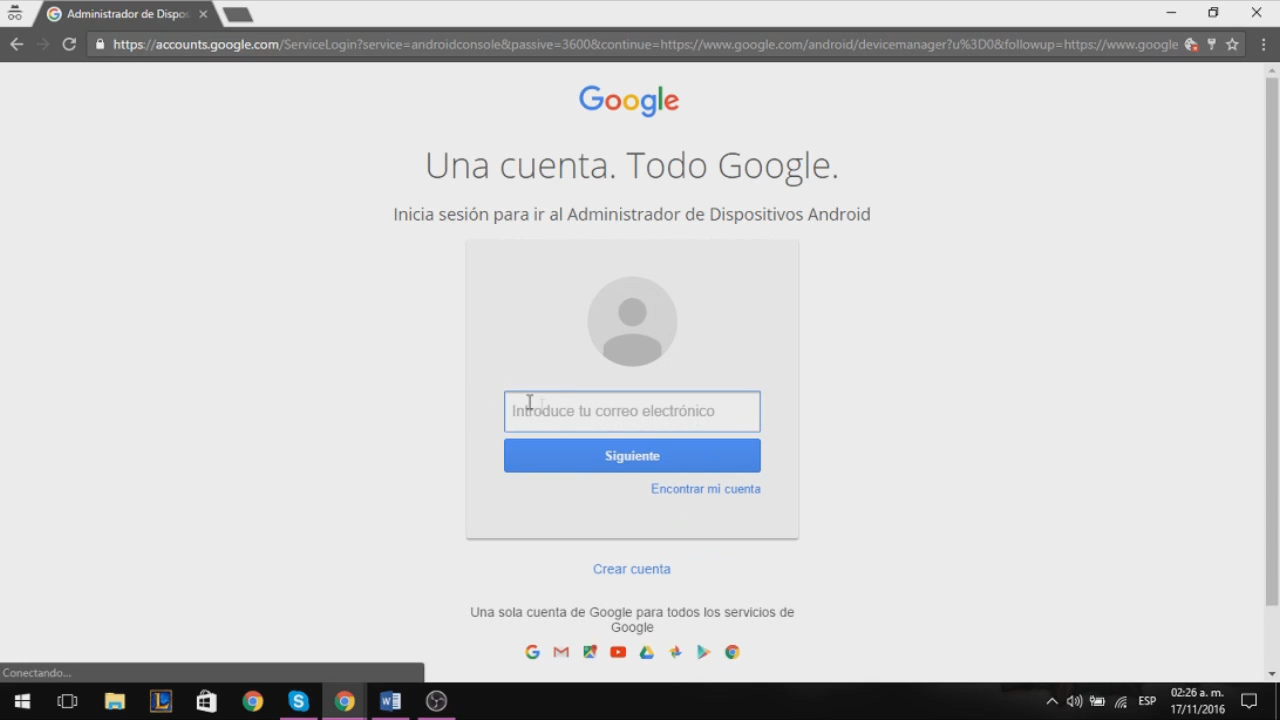 Administrador de Dispos
https://accounts.google.com/ServiceLogin?service=androidconsole&passive=3600&continue=https://www.google.com/android/devicemanager?u%3D0&followup=https://www.google
Google
Una cuenta. Todo Google.
Inicia sesión para ir al Administrador de Dispositivos Android
Introduce tu correo electrónico
Siguiente
Encontrar mi cuenta
Crear cuenta
Una sola cuenta de Google para todos los servicios de
Google
Conectando...
ESP
02:26 a. m.
17/11/2016